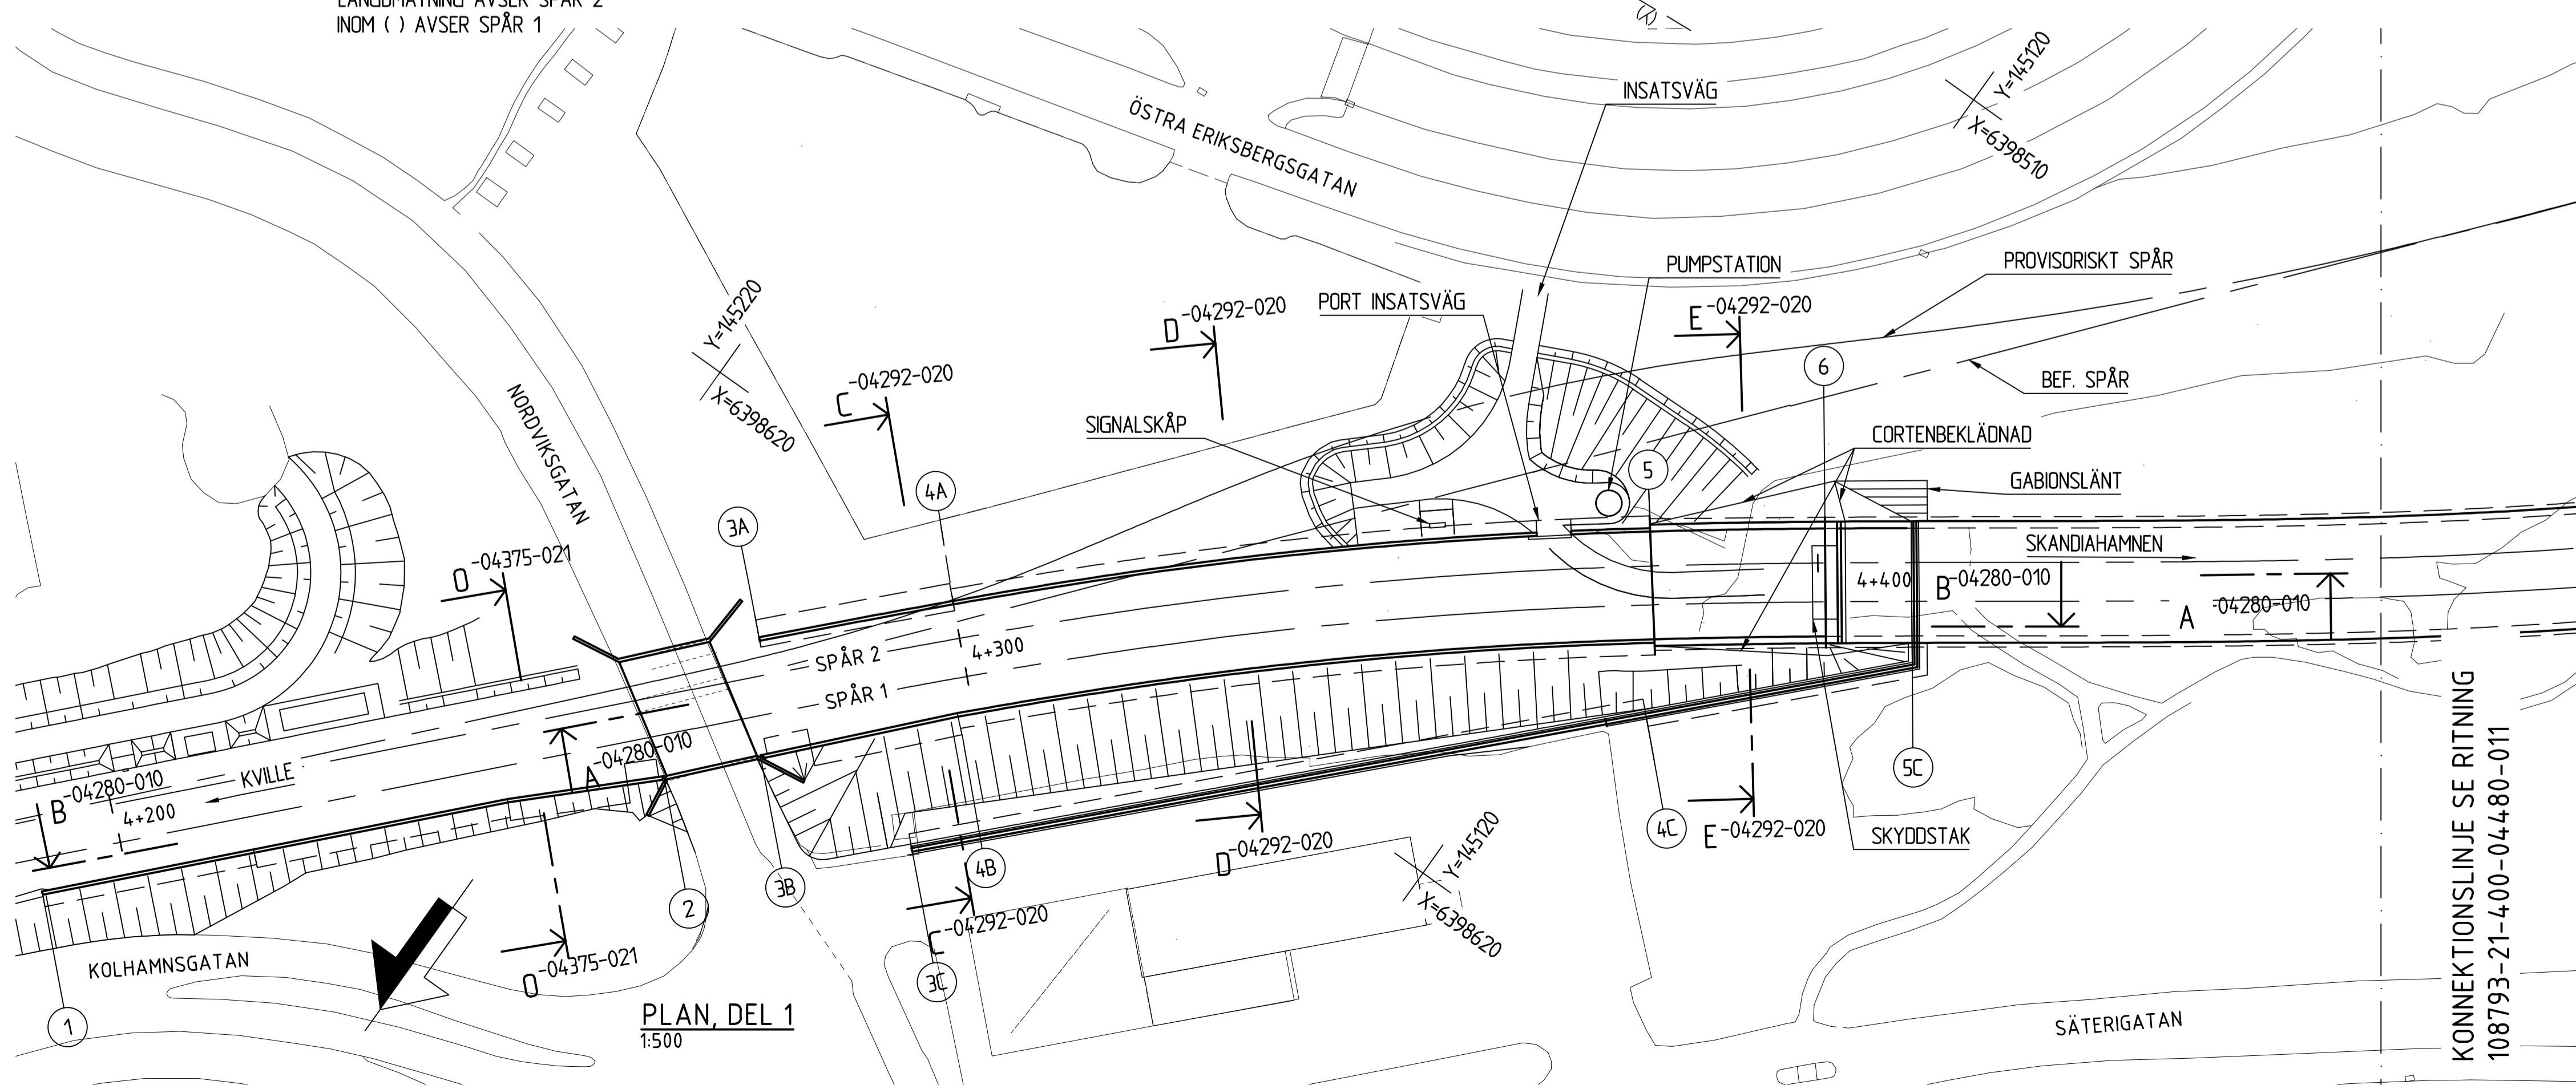 INOM ( ) AVSER SPÅR 1
INSATSVÄG
Y=145120
X=6398510
ÖSTRA ERIKSBERGSGATAN
PUMPSTATION
PROVISORISKT SPÅR
PORT INSATSVÄG
Y=145220
X=6398620
D -04292-020
E -04292-020
C -04292-020
6
BEF. SPÅR
NORDVIKSGATAN
SIGNALSKÅP
CORTENBEKLÄDNAD
5
GABIONSLÄNT
4A
3A
O -04375-021
SKANDIAHAMNEN
4+400
B -04280-010
A -04280-010
SPÅR 2
4+300
SPÅR 1
A -04280-010
KVILLE
B -04280-010
4+200
5C
4C
E -04292-020
SKYDDSTAK
D -04292-020
4B
3B
2
Y=145120
X=6398620
C -04292-020
3C
KOLHAMNSGATAN
O -04375-021
1
PLAN, DEL 1
1:500
SÄTERIGATAN
KONNEKTIONSLINJE SE RITNING
108793-21-400-04480-011